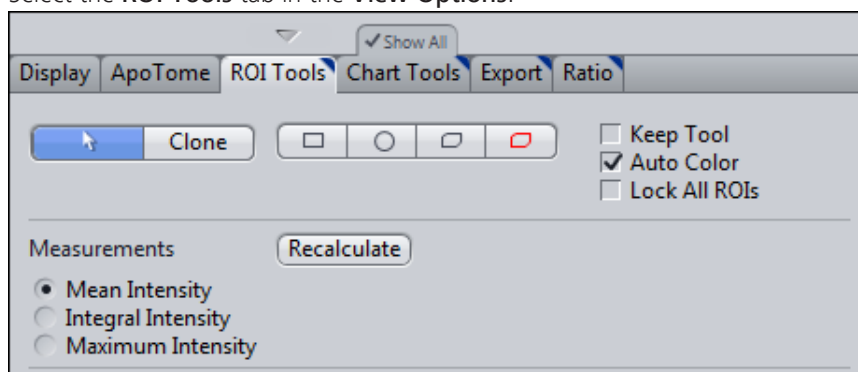 Select the ROI Tools tab in the View Options.
Show All
Display ApoTome ROI Tools Chart Tools Export Ratio
Clone
Keep Tool
Auto Color
Lock All ROIs
Measurements Recalculate
Mean Intensity
Integral Intensity
Maximum Intensity